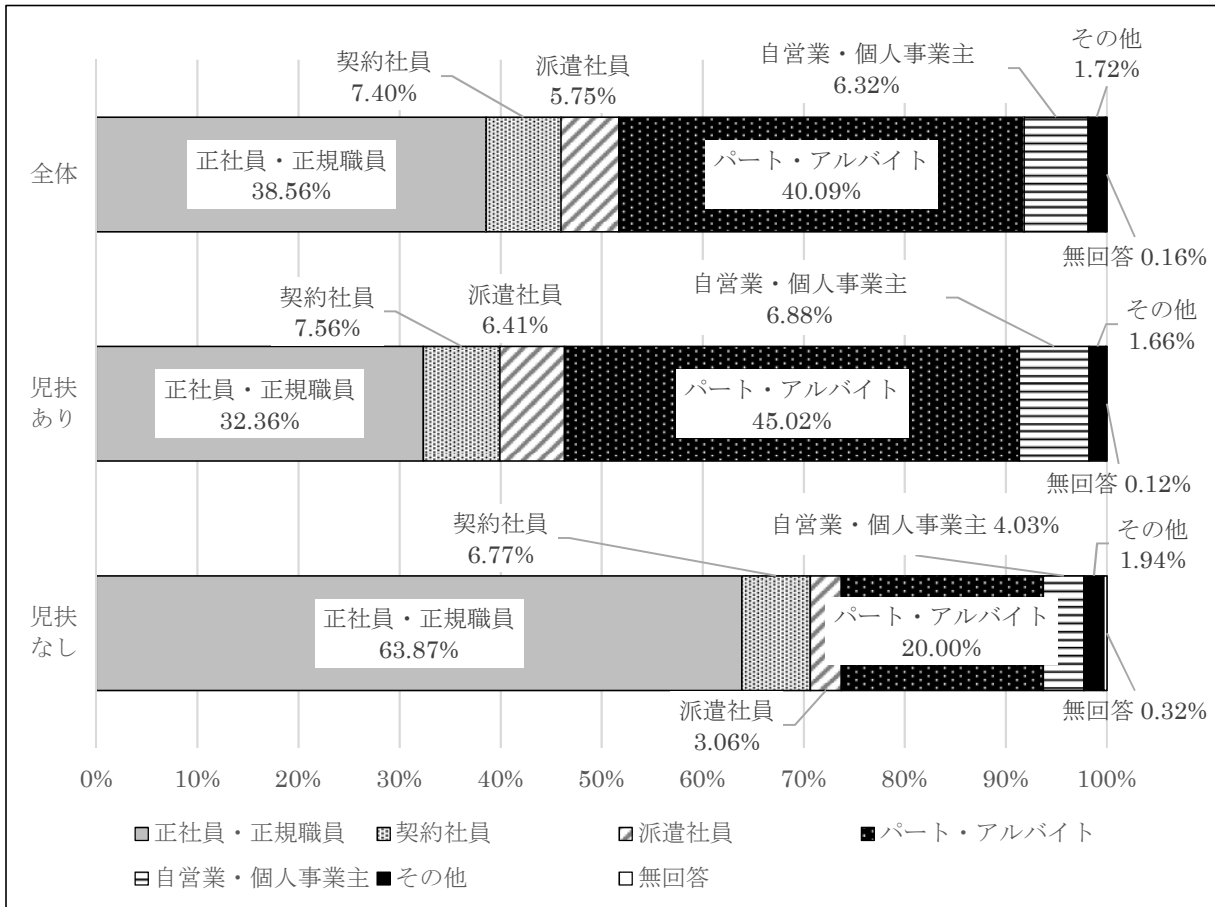 契約社員
7.40%
派遣社員
5.75%
自営業・個人事業主
6.32%
その他
1.72%
全体
正社員・正規職員
38.56%
パート・アルバイト
40.09%
無回答 0.16%
契約社員
7.56%
派遣社員
6.41%
自営業・個人事業主
6.88%
その他
1.66%
児扶
あり
正社員・正規職員
32.36%
パート・アルバイト
45.02%
無回答 0.12%
契約社員
6.77%
自営業・個人事業主 4.03%
その他
1.94%
児扶
なし
正社員・正規職員
63.87%
パート・アルバイト
20.00%
派遣社員
3.06%
無回答 0.32%
0% 10% 20% 30% 40% 50% 60% 70% 80% 90% 100%
正社員・正規職員 契約社員 派遣社員 パート・アルバイト
自営業・個人事業主 その他 無回答